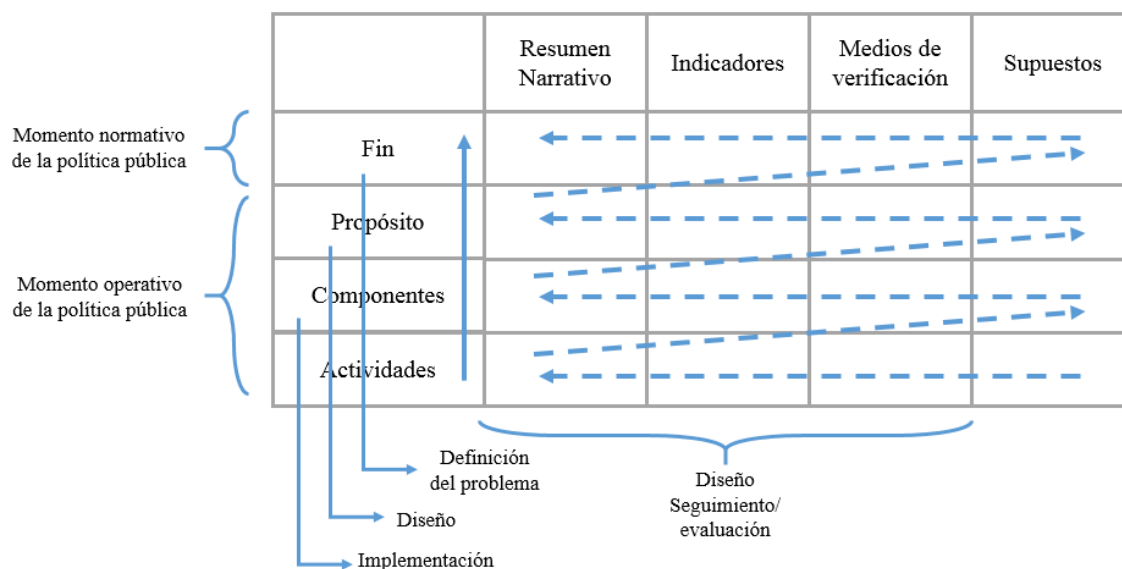 Resumen
Narrativo
Indicadores
Medios de
verificación
Supuestos
Momento normativo
de la política pública
Fin
Propósito
Momento operativo
de la política pública
Componentes
Actividades
Definición
del problema
Diseño
Seguimiento/
evaluación
Diseño
Implementación